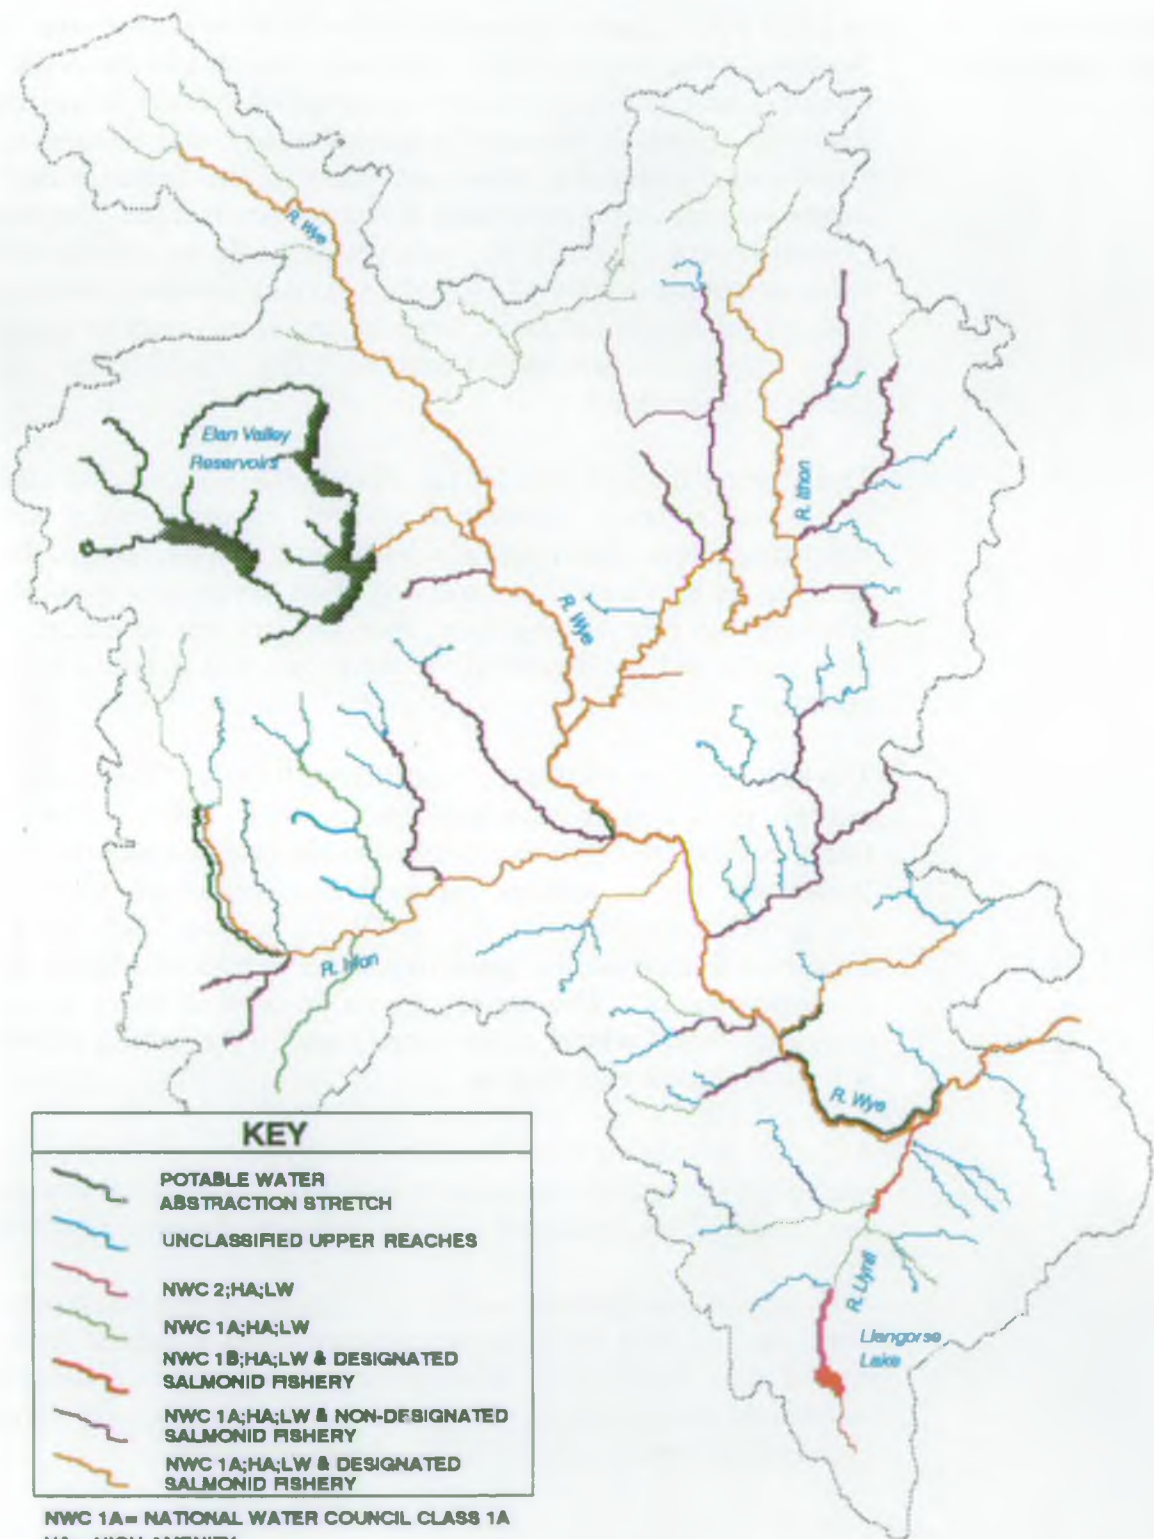 R. Wye
Elan Valley
Reservoirs
R. Ithon
R. Wye
R. Irfon
R. Wye
R. Llynfi
Llangorse
Lake
KEY
POTABLE WATER
ABSTRACTION STRETCH
UNCLASSIFIED UPPER REACHES
NWC 2;HA;LW
NWC 1A;HA;LW
NWC 1B;HA;LW & DESIGNATED
SALMONID FISHERY
NWC 1A;HA;LW & NON-DESIGNATED
SALMONID FISHERY
NWC 1A;HA;LW & DESIGNATED
SALMONID FISHERY
NWC 1A= NATIONAL WATER COUNCIL CLASS 1A